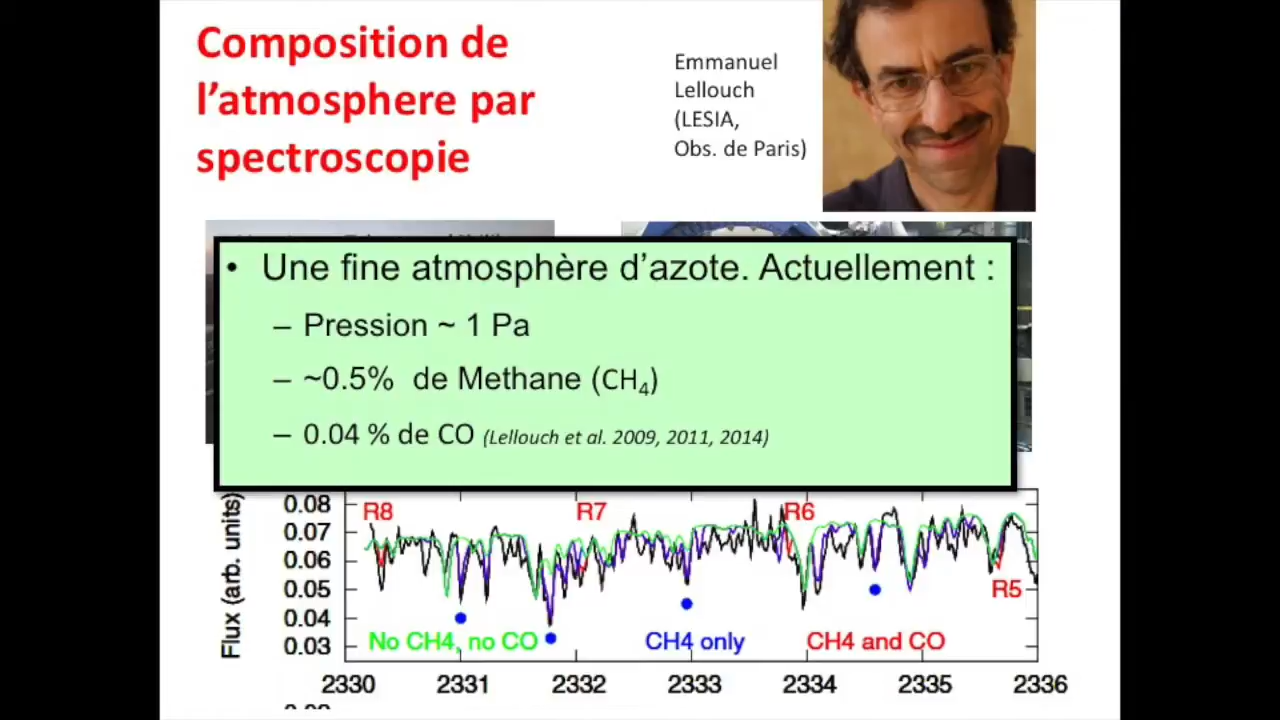 Composition de
l’atmosphere par
spectroscopie
Emmanuel
Lellouch
(LESIA,
Obs. de Paris)
• Une fine atmosphère d’azote. Actuellement :
– Pression ~ 1 Pa
– ~0.5% de Methane (CH₄)
– 0.04 % de CO (Lellouch et al. 2009, 2011, 2014)
Flux (arb. units)
0.08
0.07
0.06
0.05
0.04
0.03
R8
R7
R6
R5
No CH4, no CO
CH4 only
CH4 and CO
2330 2331 2332 2333 2334 2335 2336